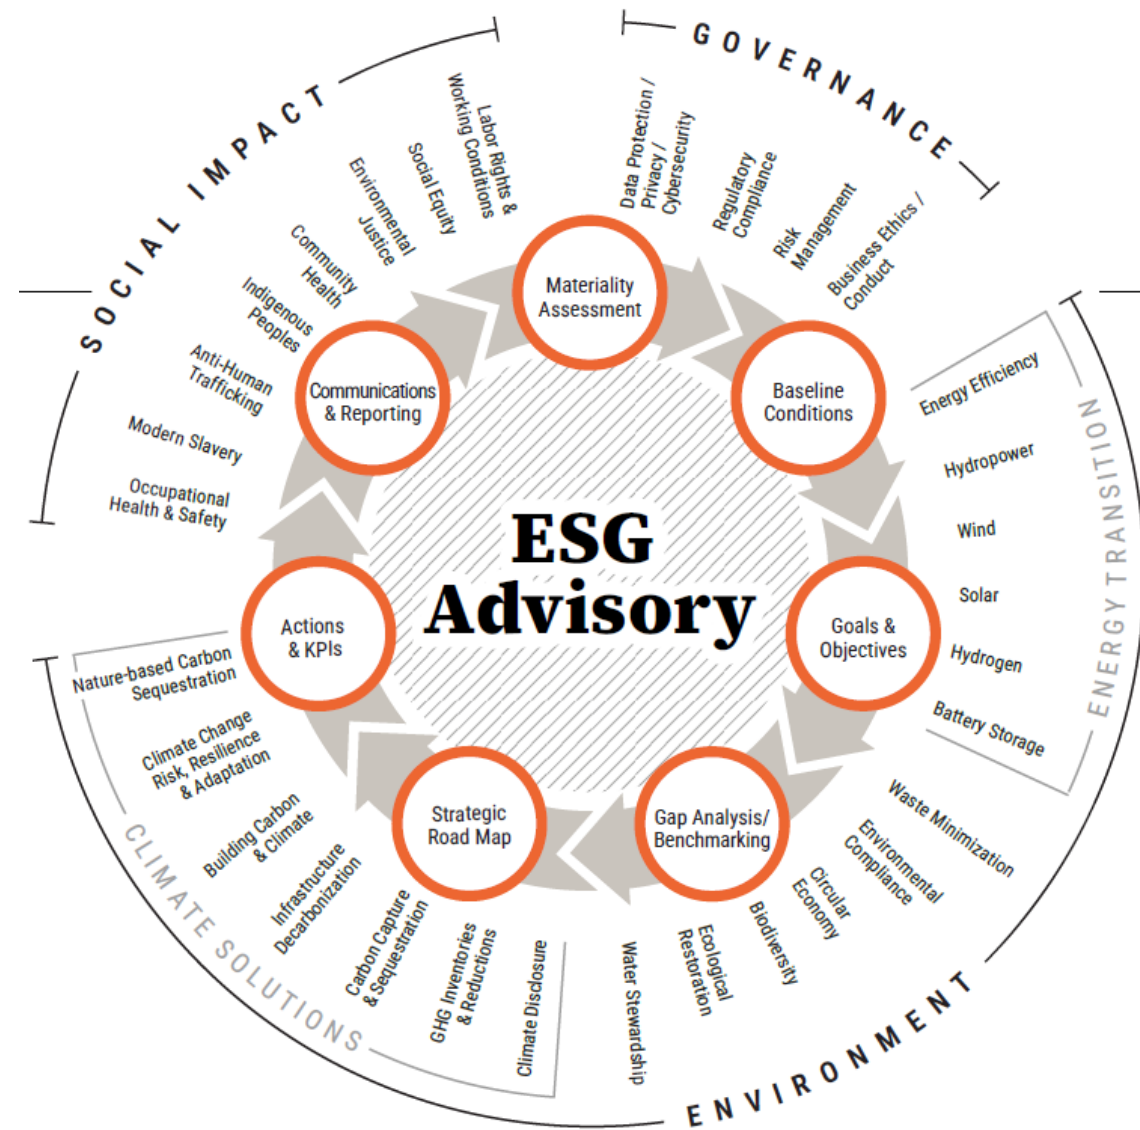 ESG
Advisory
Materiality
Assessment
Baseline
Conditions
Goals &
Objectives
Gap Analysis/
Benchmarking
Strategic
Road Map
Actions
& KPIs
Communications
& Reporting
GOVERNANCE
Data Protection /
Privacy /
Cybersecurity
Regulatory
Compliance
Risk
Management
Business Ethics /
Conduct
ENVIRONMENT
ENERGY TRANSITION
Energy Efficiency
Hydropower
Wind
Solar
Hydrogen
Battery Storage
Waste Minimization
Environmental
Compliance
Circular
Economy
Biodiversity
Ecological
Restoration
Water Stewardship
CLIMATE SOLUTIONS
Climate Disclosure
GHG Inventories
& Reductions
Carbon Capture
& Sequestration
Infrastructure
Decarbonization
Building Carbon
& Climate
Climate Change
Risk, Resilience
& Adaptation
Nature-based Carbon
Sequestration
SOCIAL IMPACT
Occupational
Health & Safety
Modern Slavery
Anti-Human
Trafficking
Indigenous
Peoples
Community
Health
Environmental
Justice
Social Equity
Labor Rights &
Working Conditions